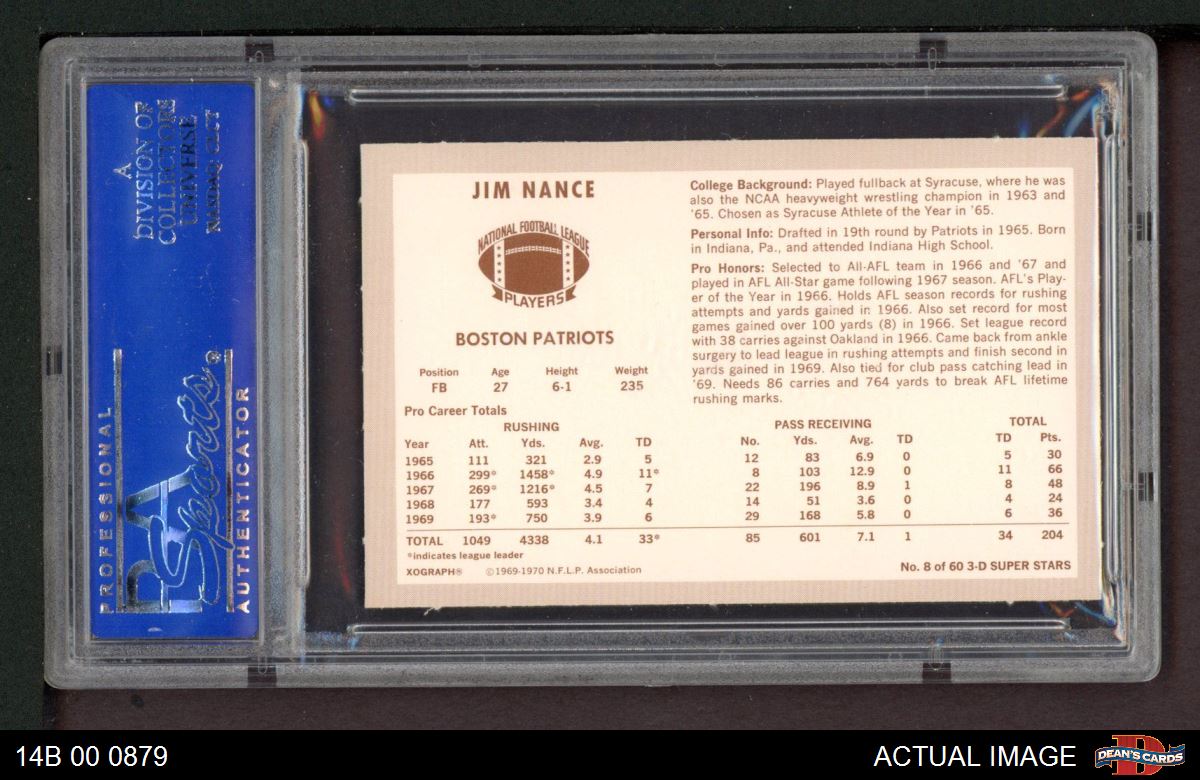 A
DIVISION OF
COLLECTORS
UNIVERSE
NASDAQ: CLCT
PROFESSIONAL
PSA
Sports®
AUTHENTICATOR
JIM NANCE
NATIONAL FOOTBALL LEAGUE
PLAYERS
BOSTON PATRIOTS
Position Age Height Weight
FB 27 6-1 235
College Background: Played fullback at Syracuse, where he was
also the NCAA heavyweight wrestling champion in 1963 and
'65. Chosen as Syracuse Athlete of the Year in '65.
Personal Info: Drafted in 19th round by Patriots in 1965. Born
in Indiana, Pa., and attended Indiana High School.
Pro Honors: Selected to All-AFL team in 1966 and '67 and
played in AFL All-Star game following 1967 season. AFL's Play-
er of the Year in 1966. Holds AFL season records for rushing
attempts and yards gained in 1966. Also set record for most
games gained over 100 yards (8) in 1966. Set league record
with 38 carries against Oakland in 1966. Came back from ankle
surgery to lead league in rushing attempts and finish second in
yards gained in 1969. Also tied for club pass catching lead in
'69. Needs 86 carries and 764 yards to break AFL lifetime
rushing marks.
Pro Career Totals
RUSHING PASS RECEIVING TOTAL
Year Att. Yds. Avg. TD No. Yds. Avg. TD TD Pts.
1965 111 321 2.9 5 12 83 6.9 0 5 30
1966 299* 1458* 4.9 11* 8 103 12.9 0 11 66
1967 269* 1216* 4.5 7 22 196 8.9 1 8 48
1968 177 593 3.4 4 14 51 3.6 0 4 24
1969 193* 750 3.9 6 29 168 5.8 0 6 36
TOTAL 1049 4338 4.1 33* 85 601 7.1 1 34 204
*indicates league leader
XOGRAPH® ©1969-1970 N.F.L.P. Association No. 8 of 60 3-D SUPER STARS
14B 00 0879 ACTUAL IMAGE
DEAN'S CARDS